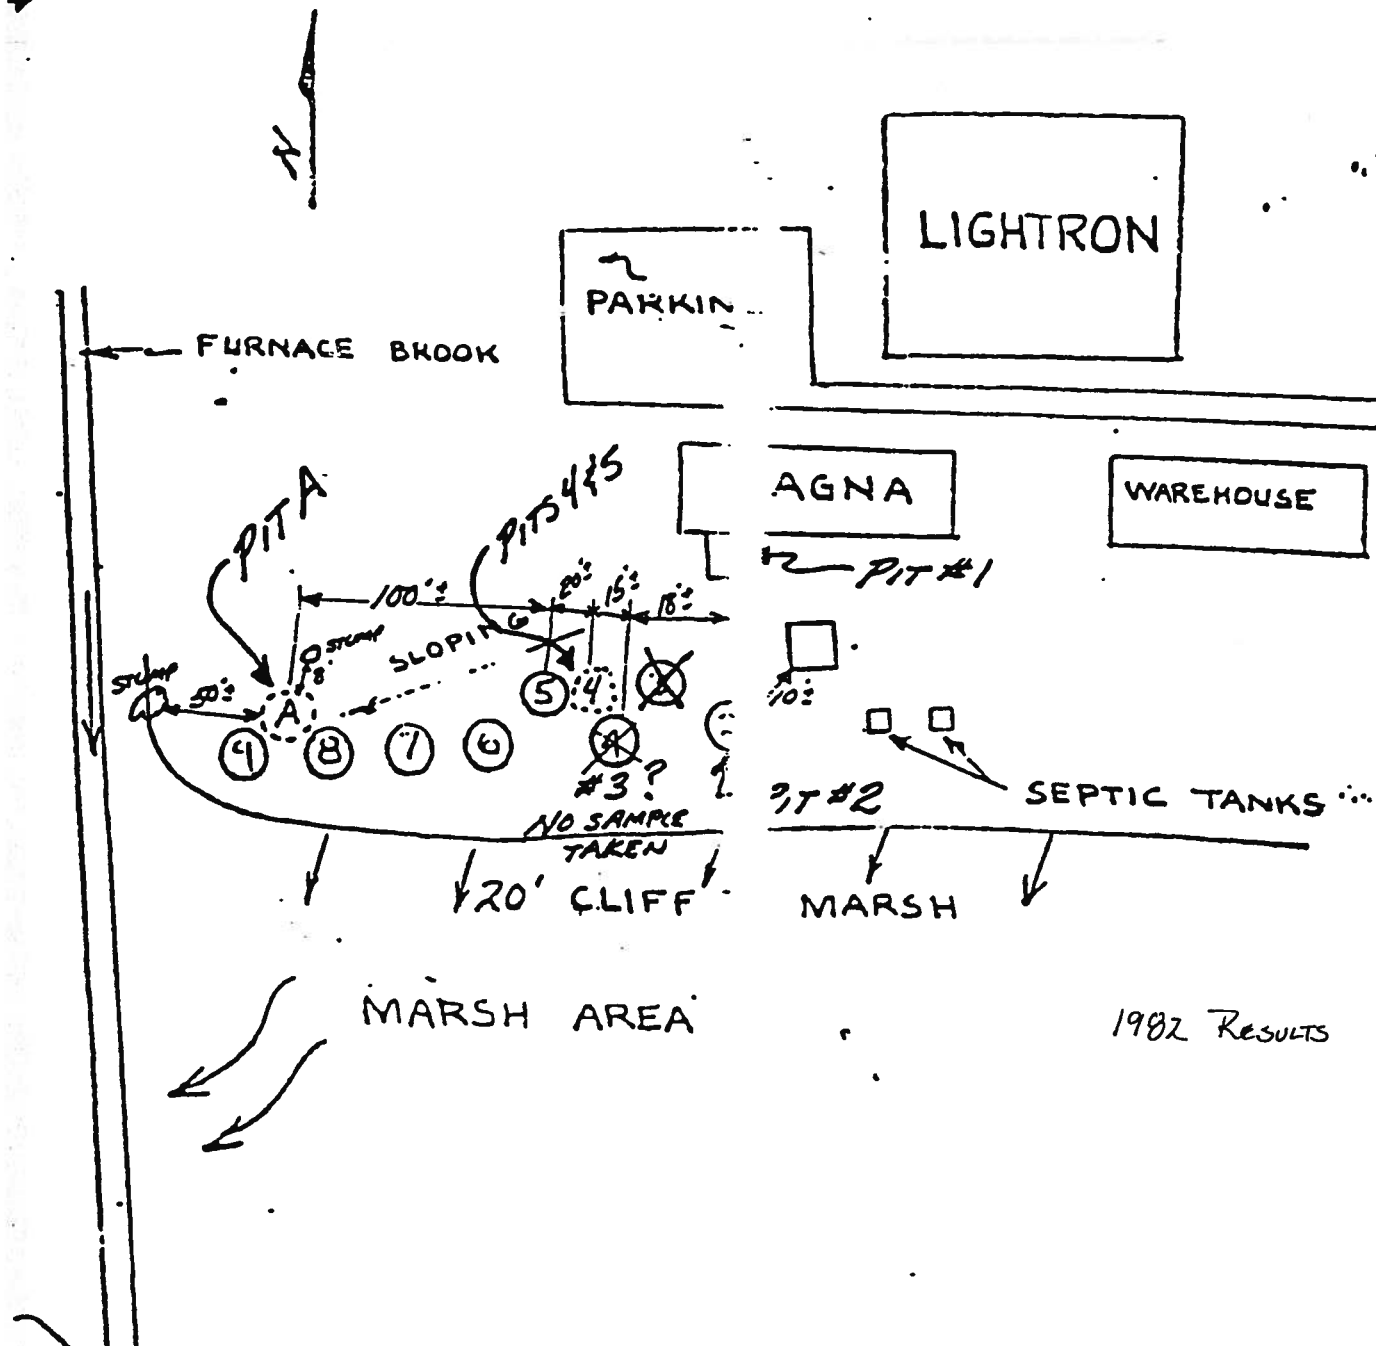 N
LIGHTRON
PARKIN
FURNACE BROOK
AGNA
WAREHOUSE
PIT A
PITS 4 & 5
PIT #1
100'±
20'±
15'±
18'±
STUMP
8'
SLOPING
STUMP
50'±
A
5
4
10'±
9
8
7
6
#3?
PIT #2
SEPTIC TANKS
NO SAMPLE
TAKEN
20' CLIFF
MARSH
MARSH AREA
1982 RESULTS